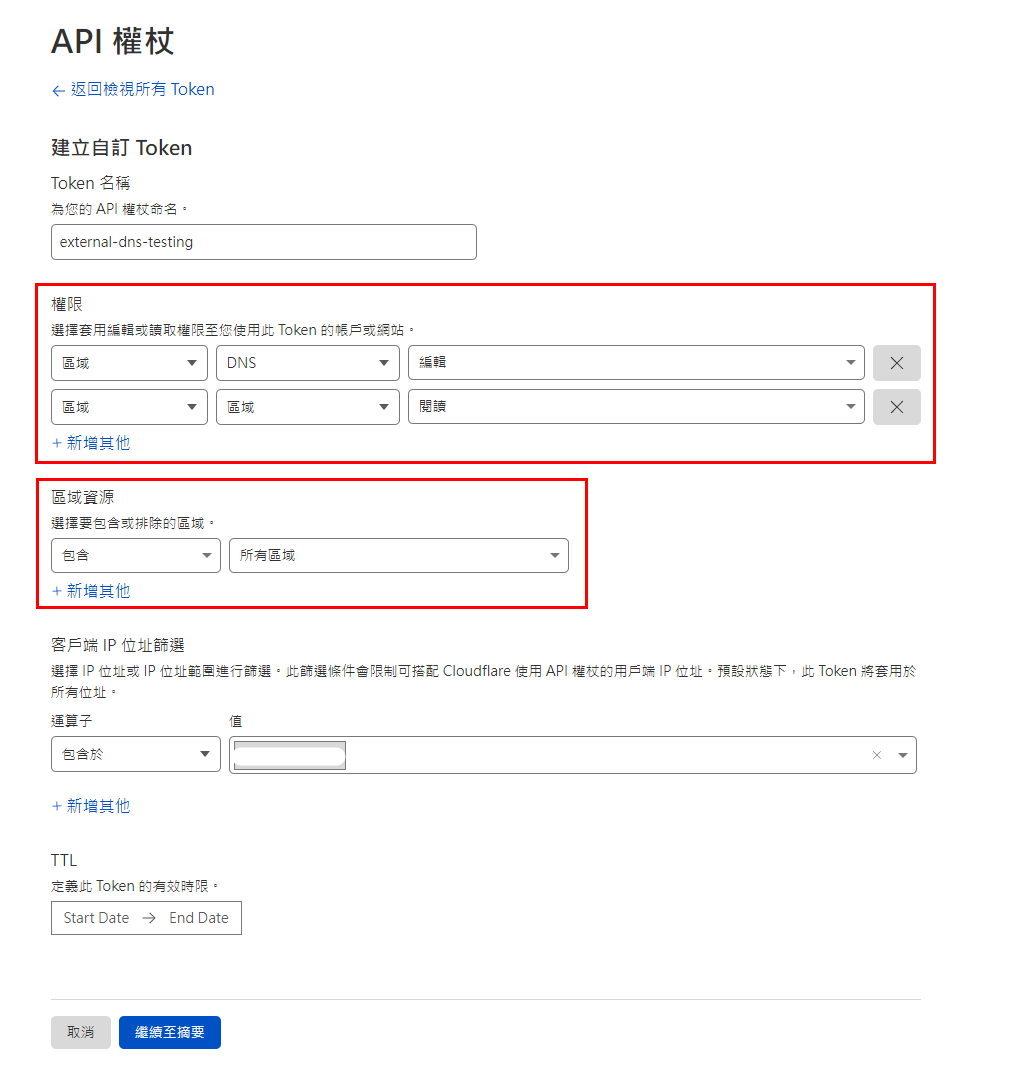 API 權杖
← 返回檢視所有 Token
建立自訂 Token
Token 名稱
為您的 API 權杖命名。
external-dns-testing
權限
選擇套用編輯或讀取權限至您使用此 Token 的帳戶或網站。
區域 DNS 編輯
區域 區域 閱讀
+ 新增其他
區域資源
選擇要包含或排除的區域。
包含 所有區域
+ 新增其他
客戶端 IP 位址篩選
選擇 IP 位址或 IP 位址範圍進行篩選。此篩選條件會限制可搭配 Cloudflare 使用 API 權杖的用戶端 IP 位址。預設狀態下，此 Token 將套用於
所有位址。
運算子 值
包含於
+ 新增其他
TTL
定義此 Token 的有效時限。
Start Date → End Date
取消 繼續至摘要